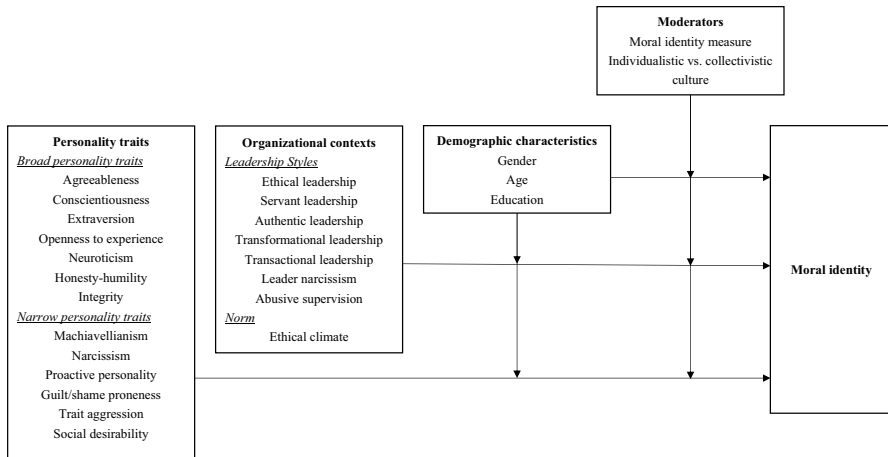 Moderators
Moral identity measure
Individualistic vs. collectivistic
culture
Personality traits
Broad personality traits
Agreeableness
Conscientiousness
Extraversion
Openness to experience
Neuroticism
Honesty-humility
Integrity
Narrow personality traits
Machiavellianism
Narcissism
Proactive personality
Guilt/shame proneness
Trait aggression
Social desirability
Organizational contexts
Leadership Styles
Ethical leadership
Servant leadership
Authentic leadership
Transformational leadership
Transactional leadership
Leader narcissism
Abusive supervision
Norm
Ethical climate
Demographic characteristics
Gender
Age
Education
Moral identity